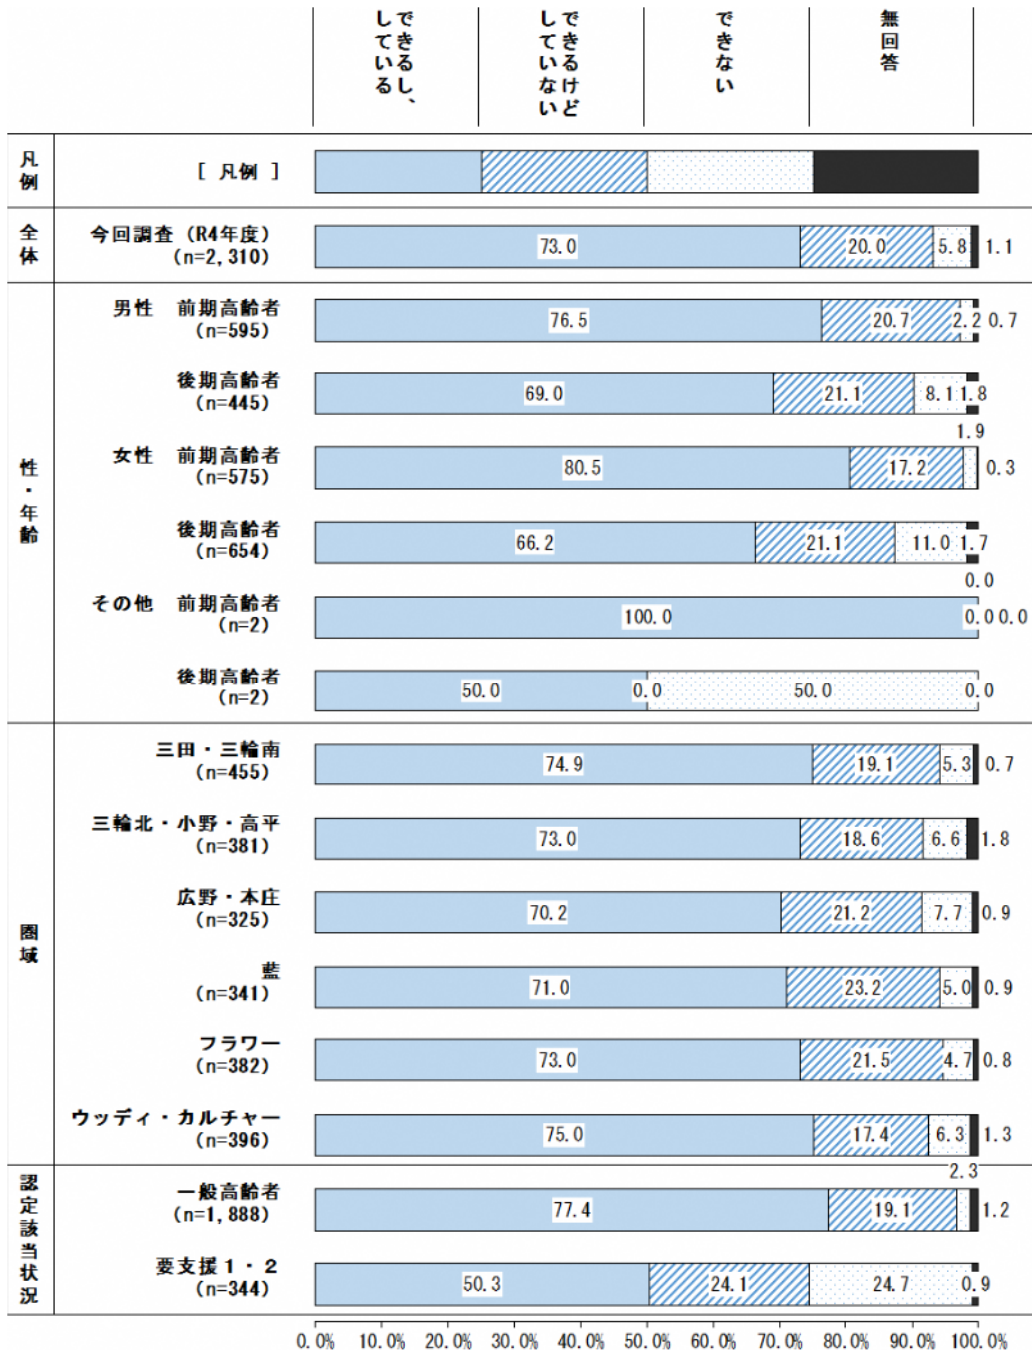 できるし、
している
できるけど
していない
できない
無回答
凡例
[ 凡例 ]
全体
今回調査（R4年度）
(n=2,310)
73.0
20.0
5.8
1.1
性・年齢
男性　前期高齢者
(n=595)
76.5
20.7
2.2
0.7
後期高齢者
(n=445)
69.0
21.1
8.1
1.8
女性　前期高齢者
(n=575)
80.5
17.2
1.9
0.3
後期高齢者
(n=654)
66.2
21.1
11.0
1.7
その他　前期高齢者
(n=2)
100.0
0.0
0.0
0.0
後期高齢者
(n=2)
50.0
0.0
50.0
0.0
圏域
三田・三輪南
(n=455)
74.9
19.1
5.3
0.7
三輪北・小野・高平
(n=381)
73.0
18.6
6.6
1.8
広野・本庄
(n=325)
70.2
21.2
7.7
0.9
藍
(n=341)
71.0
23.2
5.0
0.9
フラワー
(n=382)
73.0
21.5
4.7
0.8
ウッディ・カルチャー
(n=396)
75.0
17.4
6.3
1.3
認定該当状況
一般高齢者
(n=1,888)
77.4
19.1
2.3
1.2
要支援１・２
(n=344)
50.3
24.1
24.7
0.9
0.0% 10.0% 20.0% 30.0% 40.0% 50.0% 60.0% 70.0% 80.0% 90.0% 100.0%